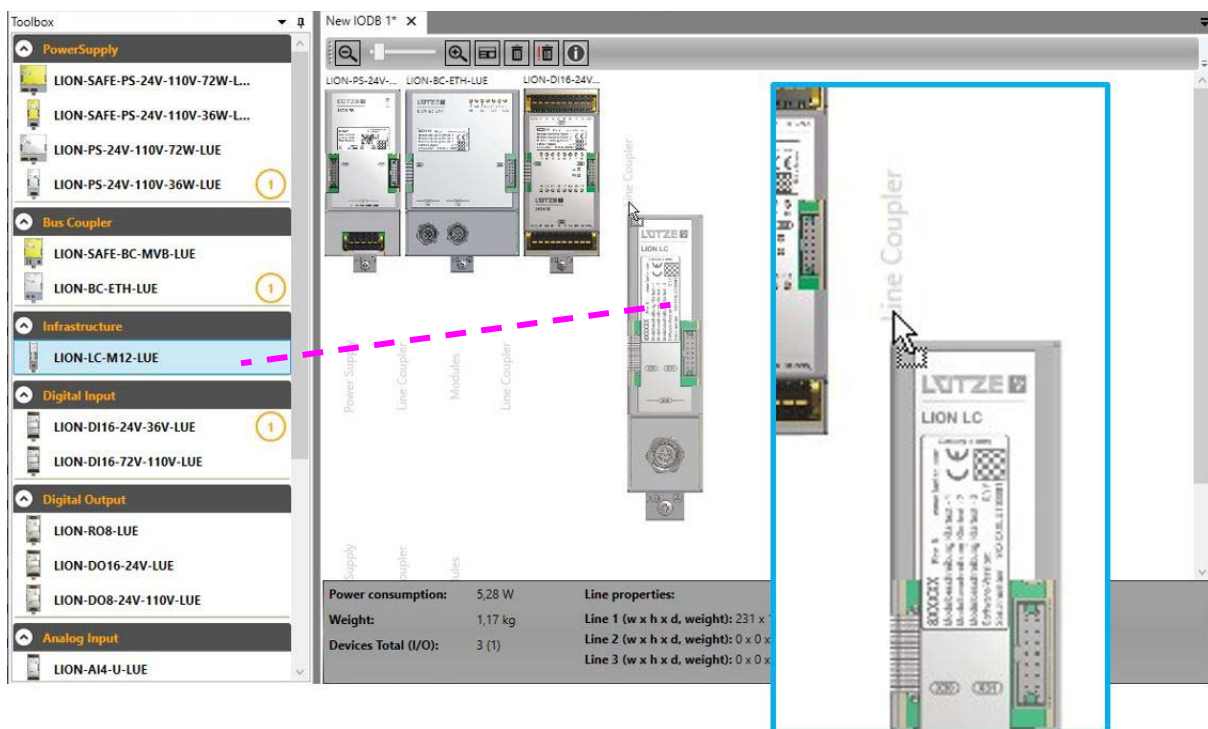 Toolbox
PowerSupply
LION-SAFE-PS-24V-110V-72W-L...
LION-SAFE-PS-24V-110V-36W-L...
LION-PS-24V-110V-72W-LUE
LION-PS-24V-110V-36W-LUE 1
Bus Coupler
LION-SAFE-BC-MVB-LUE
LION-BC-ETH-LUE 1
Infrastructure
LION-LC-M12-LUE
Digital Input
LION-DI16-24V-36V-LUE 1
LION-DI16-72V-110V-LUE
Digital Output
LION-RO8-LUE
LION-DO16-24V-LUE
LION-DO8-24V-110V-LUE
Analog Input
LION-AI4-U-LUE
New IODB 1*
LION-PS-24V-... LION-BC-ETH-LUE LION-DI16-24V...
LÜTZE
LÜTZE
LÜTZE
Line Coupler
LÜTZE
LION LC
Power Supply
Line Coupler
Modules
Line Coupler
Supply
oupler
ules
Power consumption: 5,28 W
Weight: 1,17 kg
Devices Total (I/O): 3 (1)
Line properties:
Line 1 (w x h x d, weight): 231 x
Line 2 (w x h x d, weight): 0 x 0 x
Line 3 (w x h x d, weight): 0 x 0 x
Line Coupler
LÜTZE
LION LC